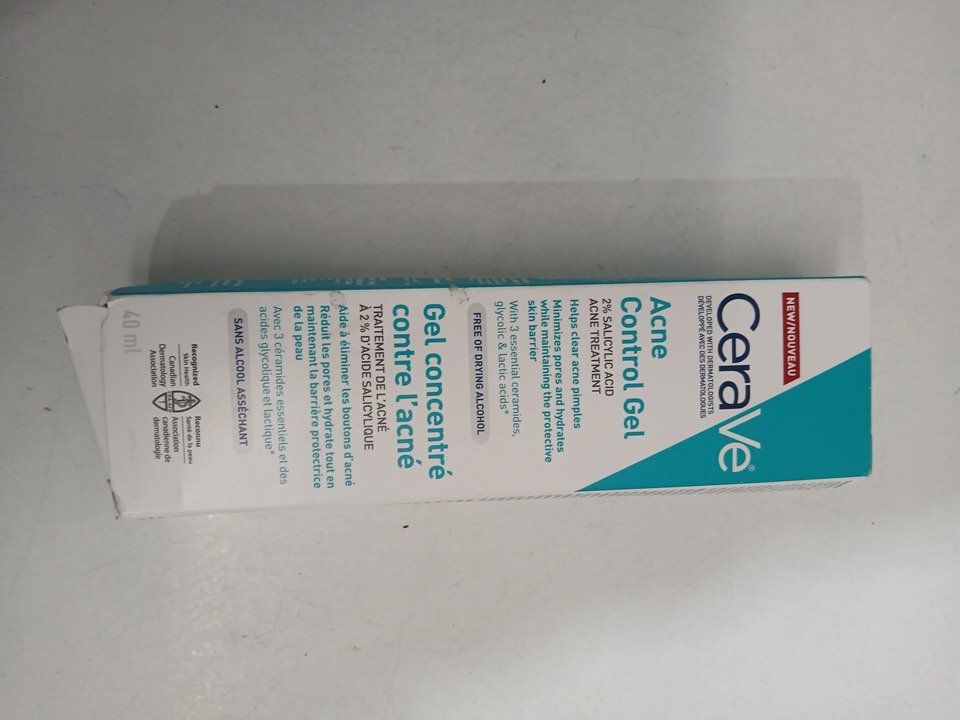 NEW/NOUVEAU
CeraVe®
DEVELOPED WITH DERMATOLOGISTS
DÉVELOPPÉ AVEC DES DERMATOLOGUES
Acne
Control Gel
2% SALICYLIC ACID
ACNE TREATMENT
Helps clear acne pimples
Minimizes pores and hydrates
while maintaining the protective
skin barrier
With 3 essential ceramides,
glycolic & lactic acids*
FREE OF DRYING ALCOHOL
Gel concentré
contre l'acné
TRAITEMENT DE L'ACNÉ
À 2 % D'ACIDE SALICYLIQUE
Aide à éliminer les boutons d'acné
Réduit les pores et hydrate tout en
maintenant la barrière protectrice
de la peau
Avec 3 céramides essentiels et des
acides glycolique et lactique*
SANS ALCOOL ASSÉCHANT
Recognized
Skin Health
Canadian
Dermatology
Association
Reconnu
Santé de la peau
Association
canadienne de
dermatologie
40 ml